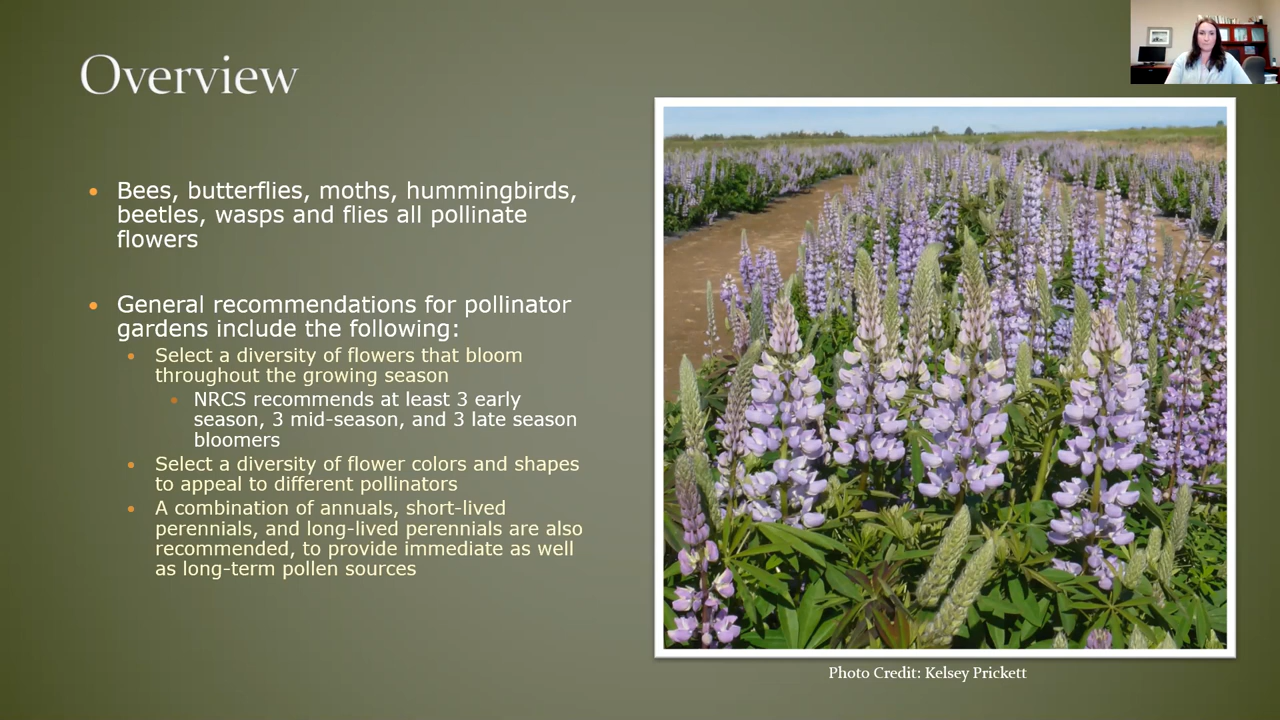 Overview
• Bees, butterflies, moths, hummingbirds,
beetles, wasps and flies all pollinate
flowers
• General recommendations for pollinator
gardens include the following:
• Select a diversity of flowers that bloom
throughout the growing season
• NRCS recommends at least 3 early
season, 3 mid-season, and 3 late season
bloomers
• Select a diversity of flower colors and shapes
to appeal to different pollinators
• A combination of annuals, short-lived
perennials, and long-lived perennials are also
recommended, to provide immediate as well
as long-term pollen sources
Photo Credit: Kelsey Prickett